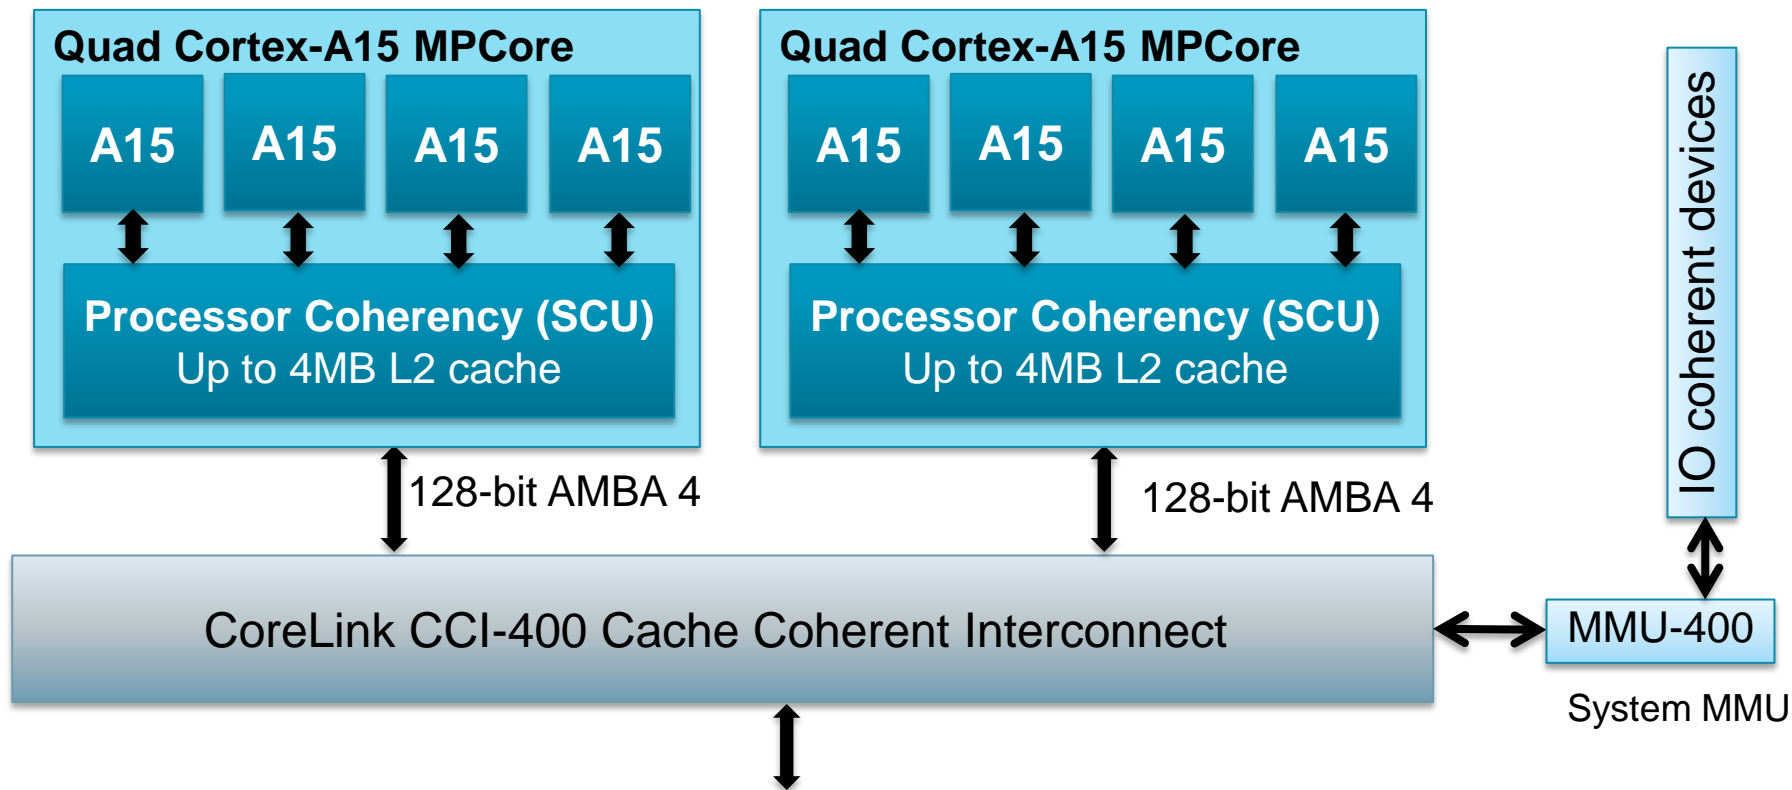 Quad Cortex-A15 MPCore
A15
A15
A15
A15
Processor Coherency (SCU)
Up to 4MB L2 cache
128-bit AMBA 4
Quad Cortex-A15 MPCore
A15
A15
A15
A15
Processor Coherency (SCU)
Up to 4MB L2 cache
128-bit AMBA 4
IO coherent devices
CoreLink CCI-400 Cache Coherent Interconnect
MMU-400
System MMU